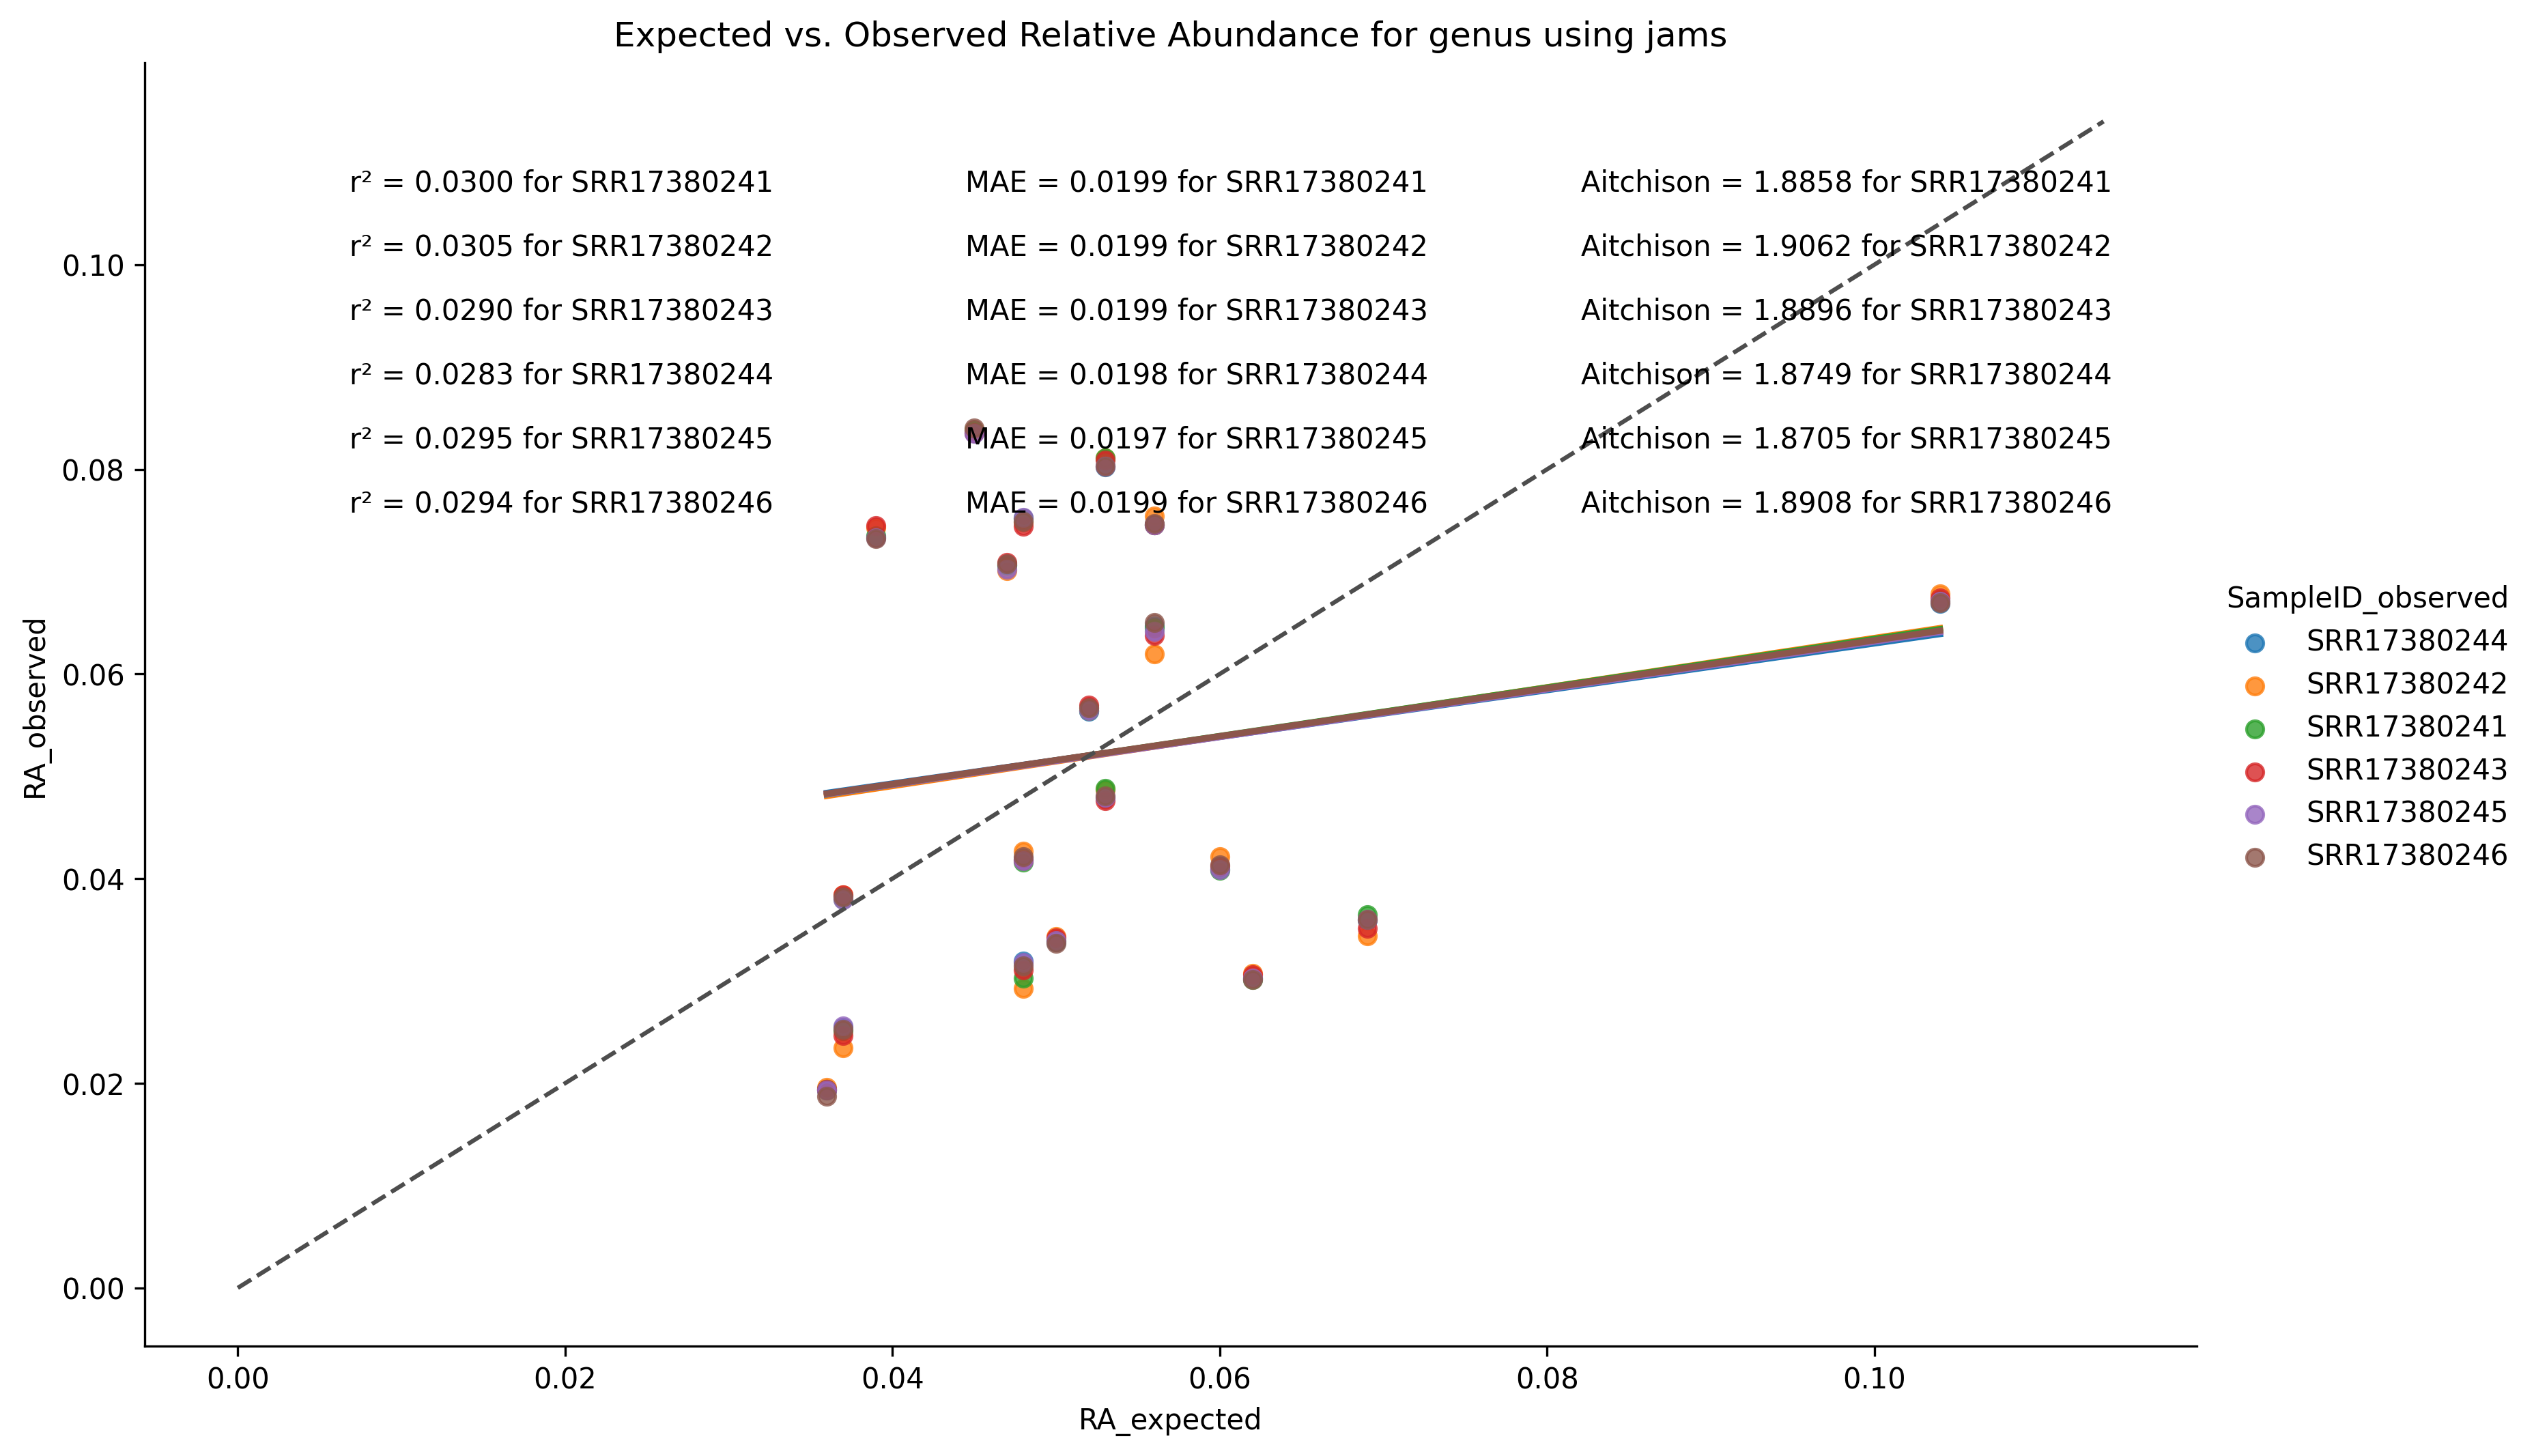 Expected vs. Observed Relative Abundance for genus using jams
r² = 0.0300 for SRR17380241 MAE = 0.0199 for SRR17380241 Aitchison = 1.8858 for SRR17380241
r² = 0.0305 for SRR17380242 MAE = 0.0199 for SRR17380242 Aitchison = 1.9062 for SRR17380242
r² = 0.0290 for SRR17380243 MAE = 0.0199 for SRR17380243 Aitchison = 1.8896 for SRR17380243
r² = 0.0283 for SRR17380244 MAE = 0.0198 for SRR17380244 Aitchison = 1.8749 for SRR17380244
r² = 0.0295 for SRR17380245 MAE = 0.0197 for SRR17380245 Aitchison = 1.8705 for SRR17380245
r² = 0.0294 for SRR17380246 MAE = 0.0199 for SRR17380246 Aitchison = 1.8908 for SRR17380246
RA_observed
0.10
0.08
0.06
0.04
0.02
0.00
0.00 0.02 0.04 0.06 0.08 0.10
RA_expected
SampleID_observed
SRR17380244
SRR17380242
SRR17380241
SRR17380243
SRR17380245
SRR17380246